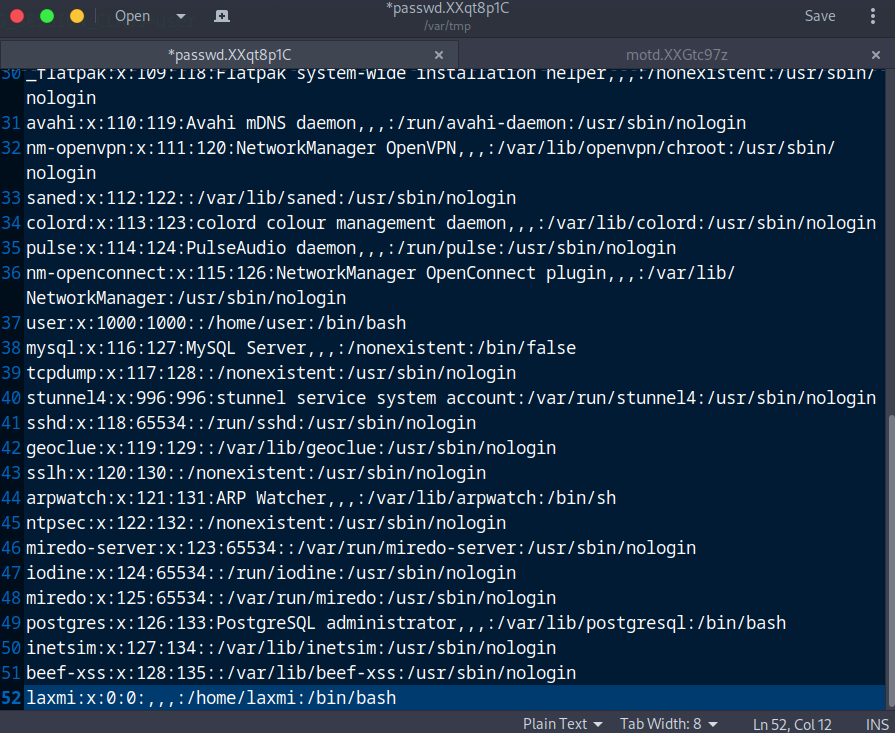 Open
*passwd.XXqt8p1C
/var/tmp
Save
*passwd.XXqt8p1C
motd.XXGtc97z
30 _flatpak:x:109:118:Flatpak system-wide installation helper,,,:/nonexistent:/usr/sbin/
nologin
31 avahi:x:110:119:Avahi mDNS daemon,,,:/run/avahi-daemon:/usr/sbin/nologin
32 nm-openvpn:x:111:120:NetworkManager OpenVPN,,,:/var/lib/openvpn/chroot:/usr/sbin/
nologin
33 saned:x:112:122::/var/lib/saned:/usr/sbin/nologin
34 colord:x:113:123:colord colour management daemon,,,:/var/lib/colord:/usr/sbin/nologin
35 pulse:x:114:124:PulseAudio daemon,,,:/run/pulse:/usr/sbin/nologin
36 nm-openconnect:x:115:126:NetworkManager OpenConnect plugin,,,:/var/lib/
NetworkManager:/usr/sbin/nologin
37 user:x:1000:1000::/home/user:/bin/bash
38 mysql:x:116:127:MySQL Server,,,:/nonexistent:/bin/false
39 tcpdump:x:117:128::/nonexistent:/usr/sbin/nologin
40 stunnel4:x:996:996:stunnel service system account:/var/run/stunnel4:/usr/sbin/nologin
41 sshd:x:118:65534::/run/sshd:/usr/sbin/nologin
42 geoclue:x:119:129::/var/lib/geoclue:/usr/sbin/nologin
43 sslh:x:120:130::/nonexistent:/usr/sbin/nologin
44 arpwatch:x:121:131:ARP Watcher,,,:/var/lib/arpwatch:/bin/sh
45 ntpsec:x:122:132::/nonexistent:/usr/sbin/nologin
46 miredo-server:x:123:65534::/var/run/miredo-server:/usr/sbin/nologin
47 iodine:x:124:65534::/run/iodine:/usr/sbin/nologin
48 miredo:x:125:65534::/var/run/miredo:/usr/sbin/nologin
49 postgres:x:126:133:PostgreSQL administrator,,,:/var/lib/postgresql:/bin/bash
50 inetsim:x:127:134::/var/lib/inetsim:/usr/sbin/nologin
51 beef-xss:x:128:135::/var/lib/beef-xss:/usr/sbin/nologin
52 laxmi:x:0:0:,,,:/home/laxmi:/bin/bash
Plain Text Tab Width: 8 Ln 52, Col 12 INS